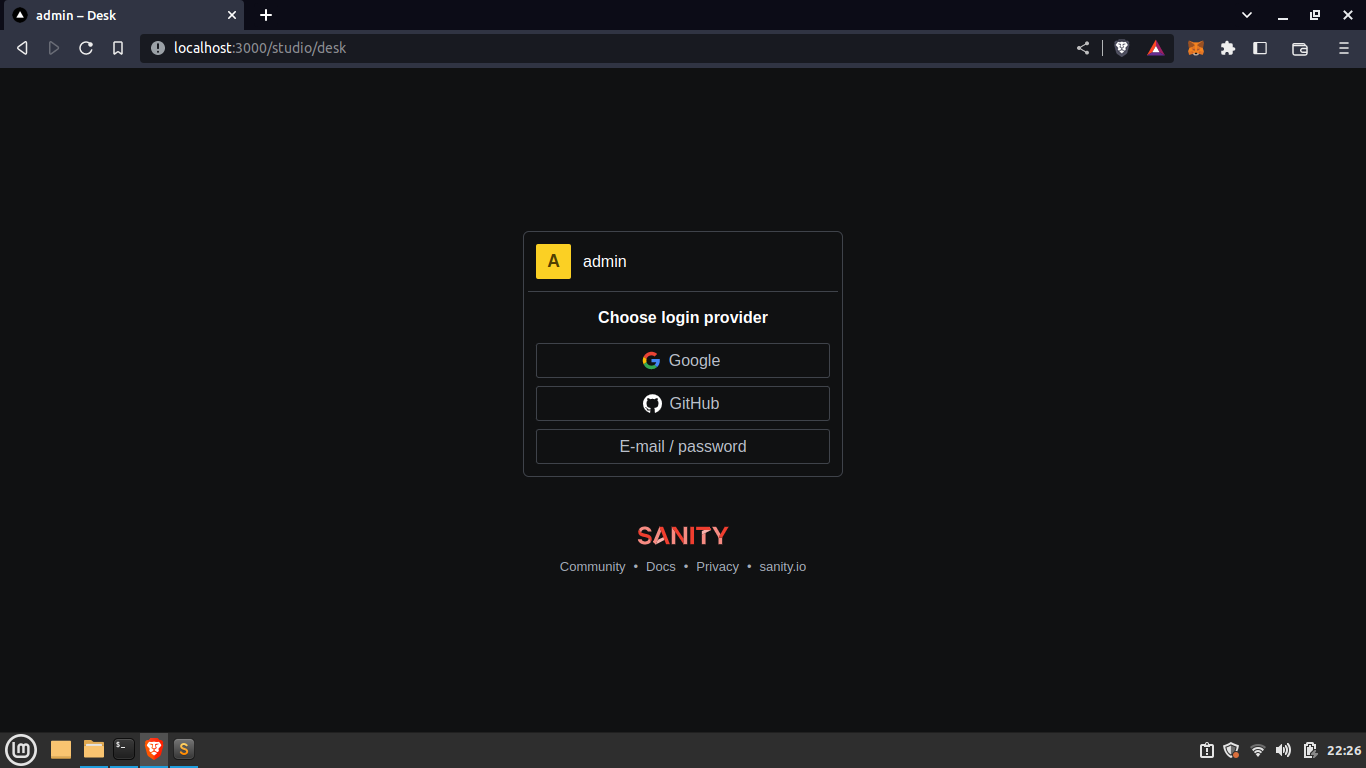 admin – Desk
localhost:3000/studio/desk
A admin
Choose login provider
Google
GitHub
E-mail / password
SANITY
Community • Docs • Privacy • sanity.io
$_ S 22:26